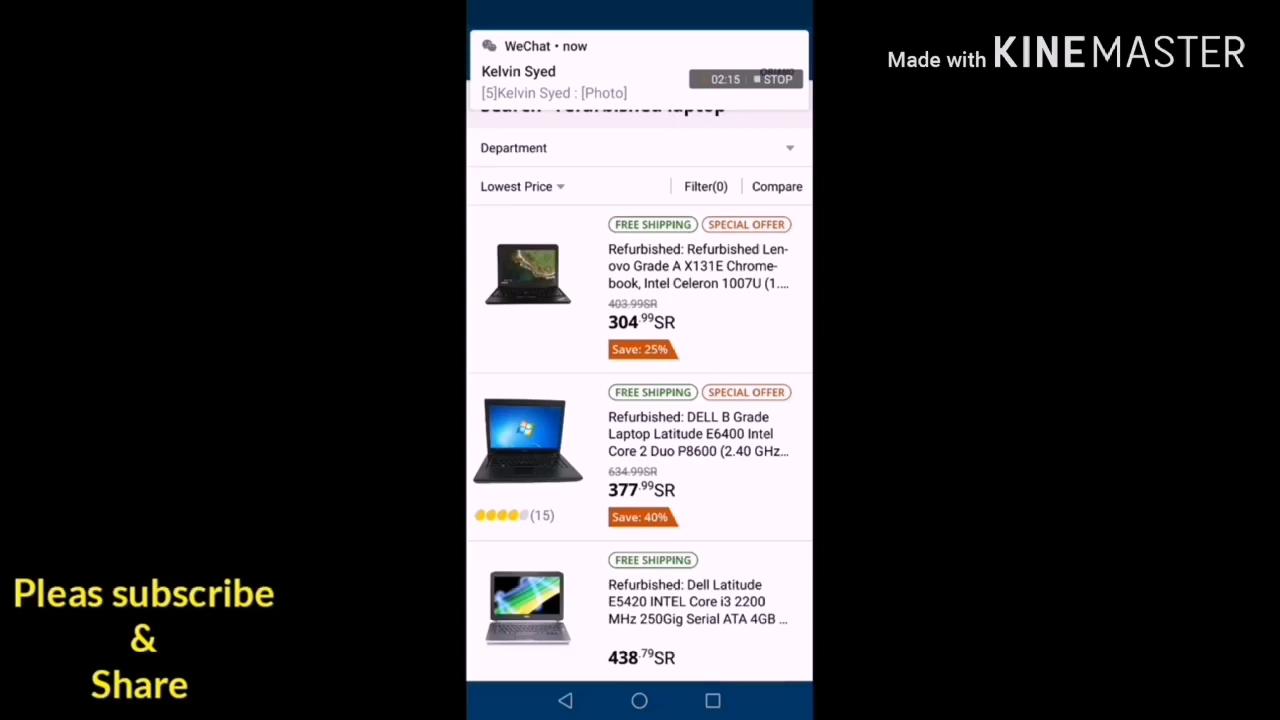 Made with KINEMASTER
WeChat • now
Kelvin Syed
[5]Kelvin Syed : [Photo]
02:15 STOP
Search "refurbished laptop"
Department
Lowest Price
Filter(0)
Compare
FREE SHIPPING SPECIAL OFFER
Refurbished: Refurbished Len-
ovo Grade A X131E Chrome-
book, Intel Celeron 1007U (1....
403.99SR
304.99SR
Save: 25%
FREE SHIPPING SPECIAL OFFER
Refurbished: DELL B Grade
Laptop Latitude E6400 Intel
Core 2 Duo P8600 (2.40 GHz...
634.99SR
377.99SR
(15)
Save: 40%
FREE SHIPPING
Refurbished: Dell Latitude
E5420 INTEL Core i3 2200
MHz 250Gig Serial ATA 4GB ...
438.79SR
Pleas subscribe
&
Share